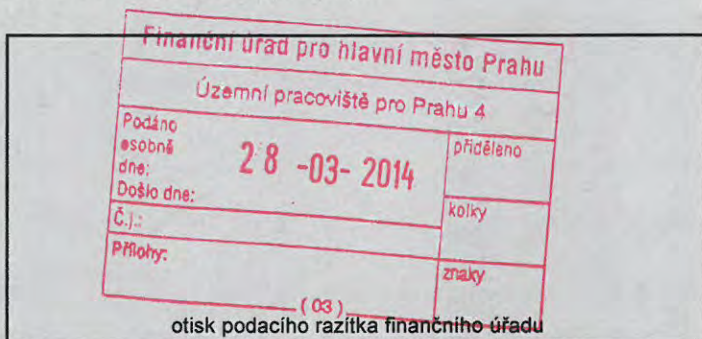 Finanční úřad pro hlavní město Prahu
Územní pracoviště pro Prahu 4
Podáno
osobně
dne:
Došlo dne:
28 -03- 2014
přiděleno
kolky
Č.j.:
Přílohy:
znaky
(03)
otisk podacího razítka finančního úřadu